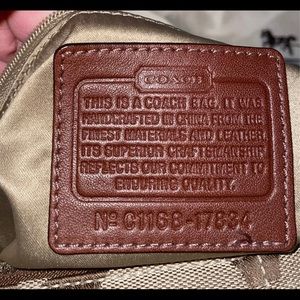 COACH
THIS IS A COACH BAG. IT WAS
HANDCRAFTED IN CHINA FROM THE
FINEST MATERIALS AND LEATHER
ITS SUPERIOR CRAFTSMANSHIP
REFLECTS OUR COMMITMENT TO
ENDURING QUALITY.
Nº C1168-17834